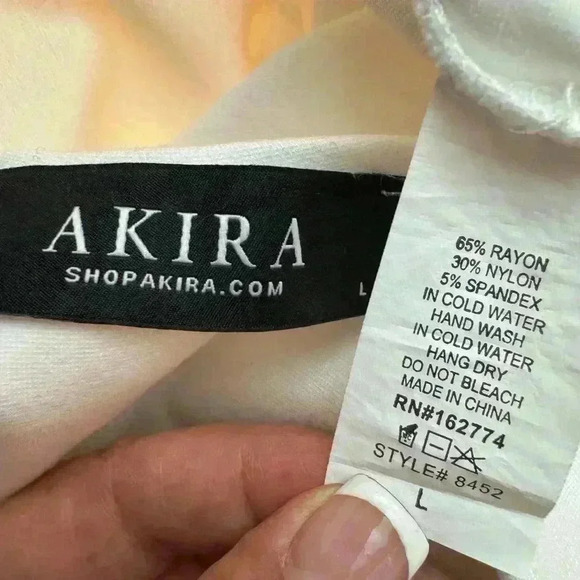 AKIRA
SHOPAKIRA.COM
L
65% RAYON
30% NYLON
5% SPANDEX
IN COLD WATER
HAND WASH
IN COLD WATER
HANG DRY
DO NOT BLEACH
MADE IN CHINA
RN#162774
STYLE# 8452
L